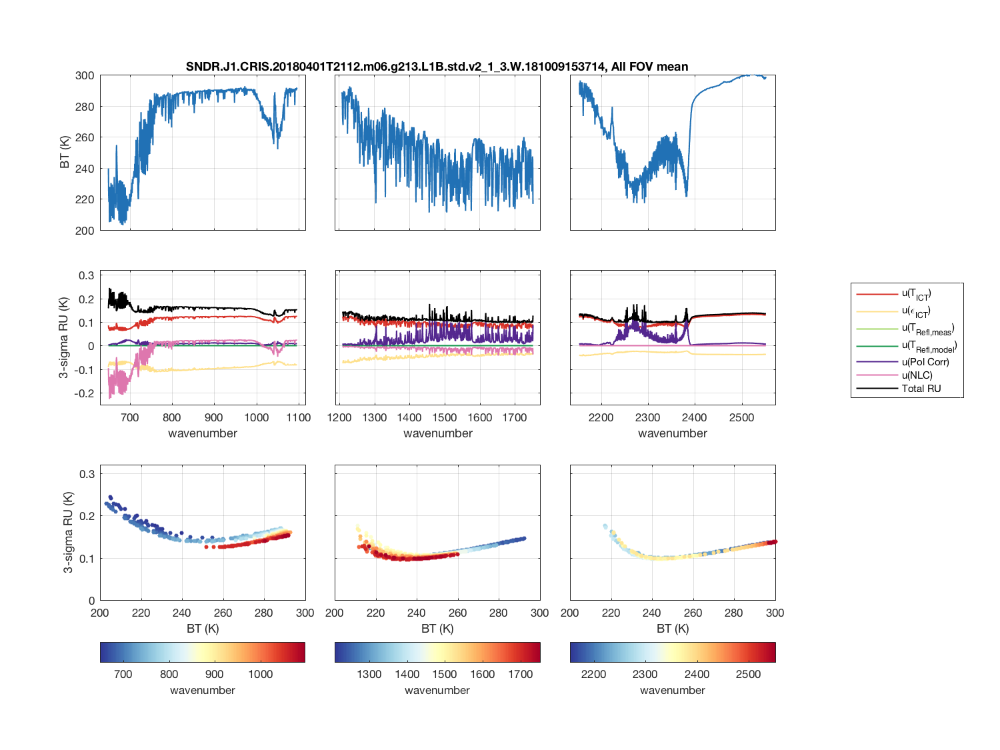 SNDR.J1.CRIS.20180401T2112.m06.g213.L1B.std.v2_1_3.W.181009153714, All FOV mean
300
280
260
240
220
200
BT (K)
0.3
0.2
0.1
0
-0.1
-0.2
3-sigma RU (K)
700 800 900 1000 1100
wavenumber
1200 1300 1400 1500 1600 1700
wavenumber
2200 2300 2400 2500
wavenumber
u(T_ICT)
u(ϵ_ICT)
u(T_Refl,meas)
u(T_Refl,model)
u(Pol Corr)
u(NLC)
Total RU
0.3
0.2
0.1
0
3-sigma RU (K)
200 220 240 260 280 300
BT (K)
200 220 240 260 280 300
BT (K)
200 220 240 260 280 300
BT (K)
700 800 900 1000
wavenumber
1300 1400 1500 1600 1700
wavenumber
2200 2300 2400 2500
wavenumber